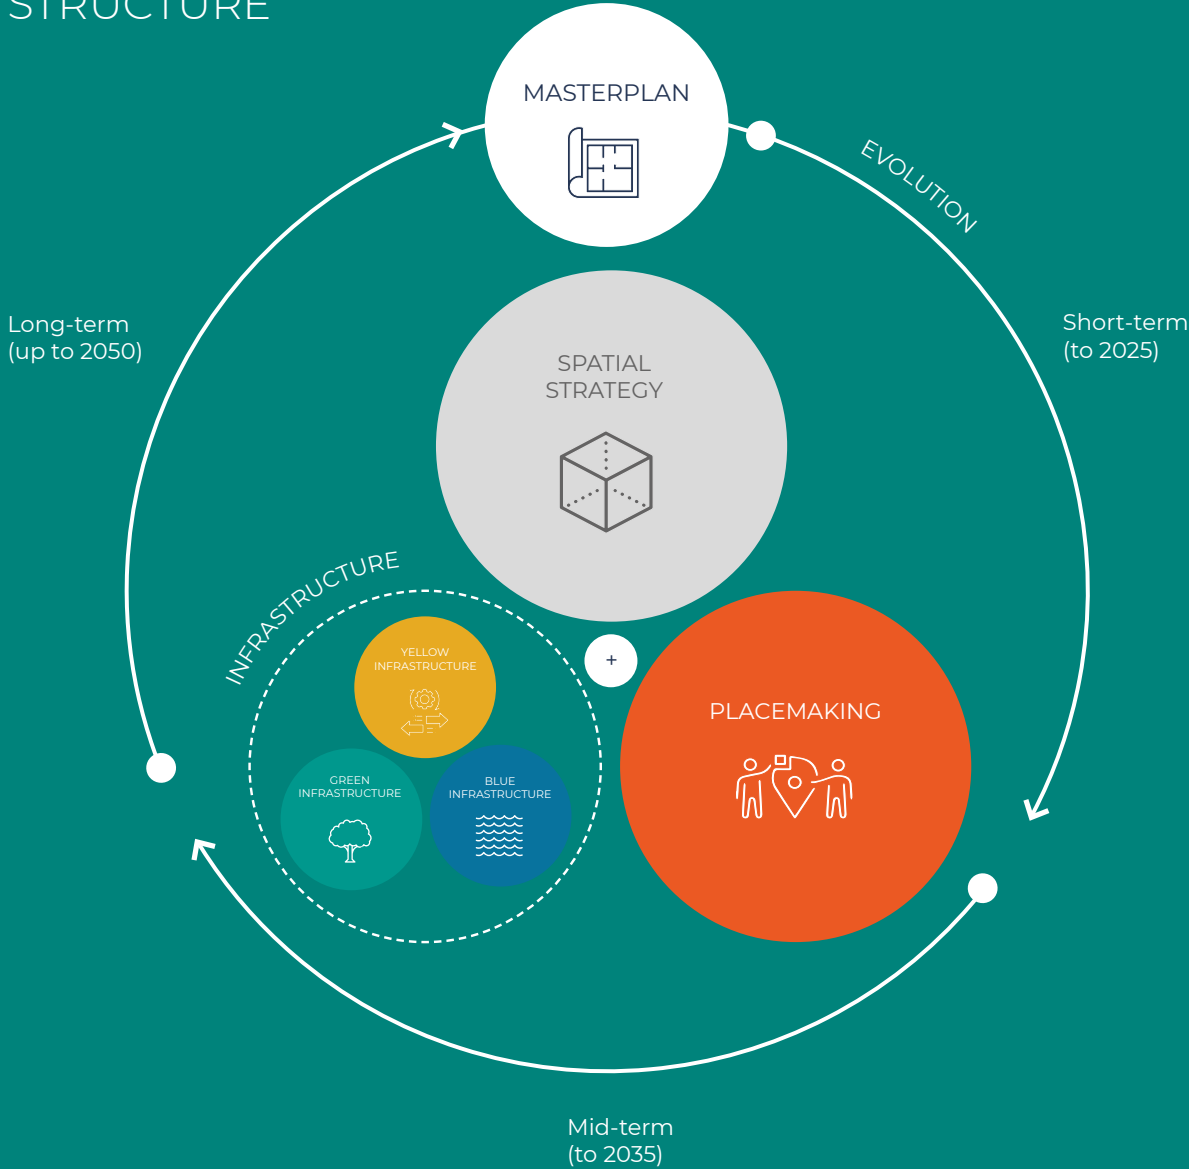 STRUCTURE
MASTERPLAN
EVOLUTION
Long-term
(up to 2050)
Short-term
(to 2025)
SPATIAL
STRATEGY
INFRASTRUCTURE
YELLOW
INFRASTRUCTURE
+
PLACEMAKING
GREEN
INFRASTRUCTURE
BLUE
INFRASTRUCTURE
Mid-term
(to 2035)